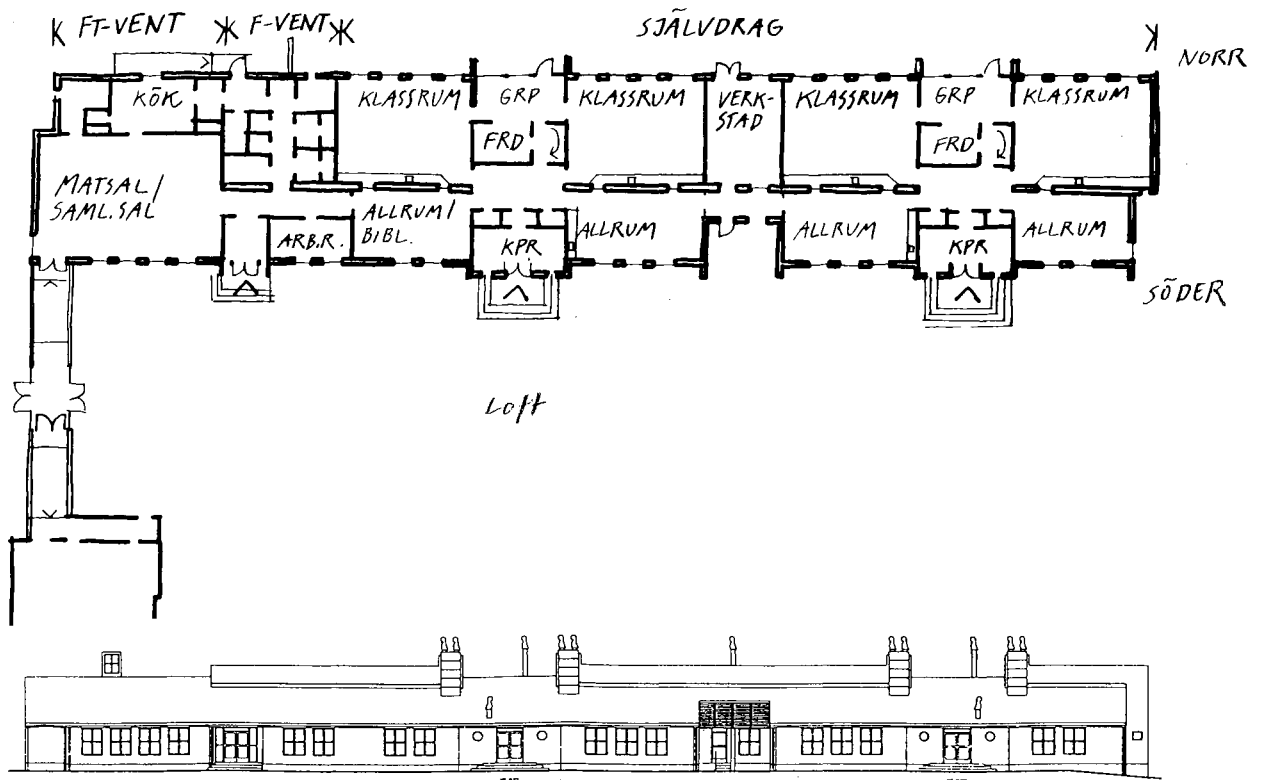 FT-VENT F-VENT SJÄLVDRAG
NORR
KÖK KLASSRUM GRP KLASSRUM VERK-
STAD KLASSRUM GRP KLASSRUM
FRD FRD
MATSAL/
SAML.SAL
ALLRUM/
BIBL.
ARB.R. KPR ALLRUM ALLRUM KPR ALLRUM
SÖDER
Loft